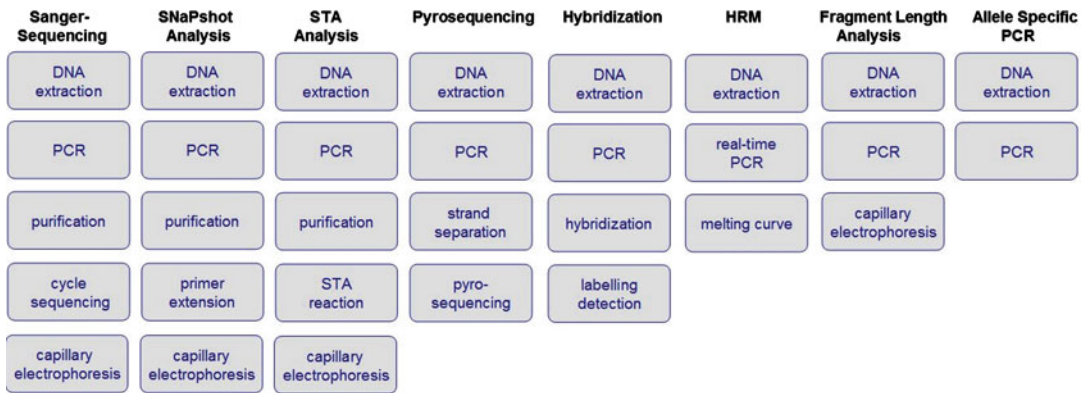 Sanger-
Sequencing
SNaPshot
Analysis
STA
Analysis
Pyrosequencing
Hybridization
HRM
Fragment Length
Analysis
Allele Specific
PCR
DNA
extraction
DNA
extraction
DNA
extraction
DNA
extraction
DNA
extraction
DNA
extraction
DNA
extraction
DNA
extraction
PCR
PCR
PCR
PCR
PCR
real-time
PCR
PCR
PCR
purification
purification
purification
strand
separation
hybridization
melting curve
capillary
electrophoresis
cycle
sequencing
primer
extension
STA
reaction
pyro-
sequencing
labelling
detection
capillary
electrophoresis
capillary
electrophoresis
capillary
electrophoresis